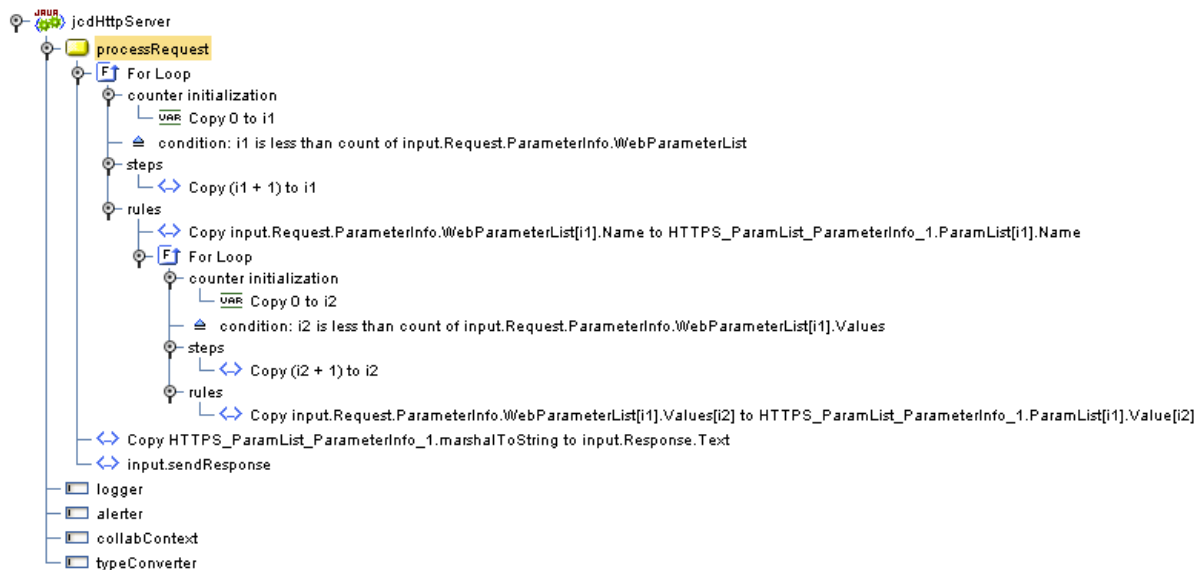 JAVA jcdHttpServer
processRequest
F For Loop
counter initialization
VAR Copy 0 to i1
condition: i1 is less than count of input.Request.ParameterInfo.WebParameterList
steps
Copy (i1 + 1) to i1
rules
Copy input.Request.ParameterInfo.WebParameterList[i1].Name to HTTPS_ParamList_ParameterInfo_1.ParamList[i1].Name
F For Loop
counter initialization
VAR Copy 0 to i2
condition: i2 is less than count of input.Request.ParameterInfo.WebParameterList[i1].Values
steps
Copy (i2 + 1) to i2
rules
Copy input.Request.ParameterInfo.WebParameterList[i1].Values[i2] to HTTPS_ParamList_ParameterInfo_1.ParamList[i1].Value[i2]
Copy HTTPS_ParamList_ParameterInfo_1.marshalToString to input.Response.Text
input.sendResponse
logger
alerter
collabContext
typeConverter